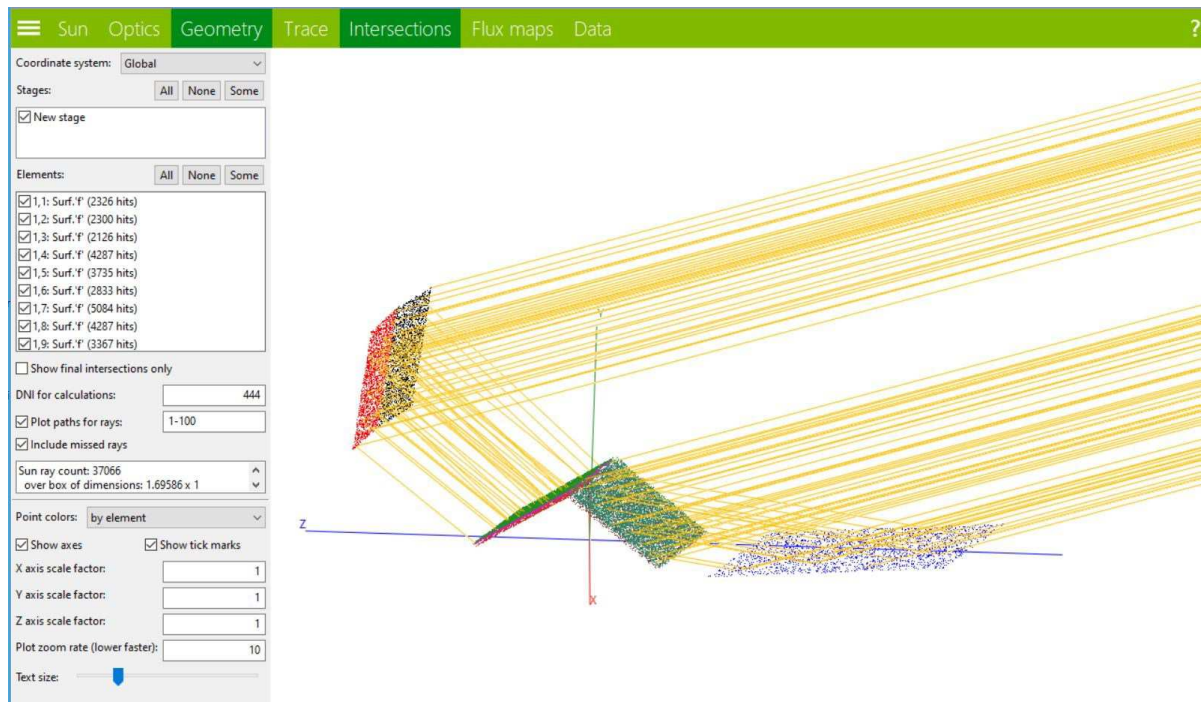 Sun Optics Geometry Trace Intersections Flux maps Data ?
Coordinate system: Global
Stages: All None Some
New stage
Elements: All None Some
1,1: Surf.'f' (2326 hits)
1,2: Surf.'f' (2300 hits)
1,3: Surf.'f' (2126 hits)
1,4: Surf.'f' (4287 hits)
1,5: Surf.'f' (3735 hits)
1,6: Surf.'f' (2833 hits)
1,7: Surf.'f' (5084 hits)
1,8: Surf.'f' (4287 hits)
1,9: Surf.'f' (3367 hits)
Show final intersections only
DNI for calculations: 444
Plot paths for rays: 1-100
Include missed rays
Sun ray count: 37066
over box of dimensions: 1.69586 x 1
Point colors: by element
Show axes Show tick marks
X axis scale factor: 1
Y axis scale factor: 1
Z axis scale factor: 1
Plot zoom rate (lower faster): 10
Text size:
Z
X